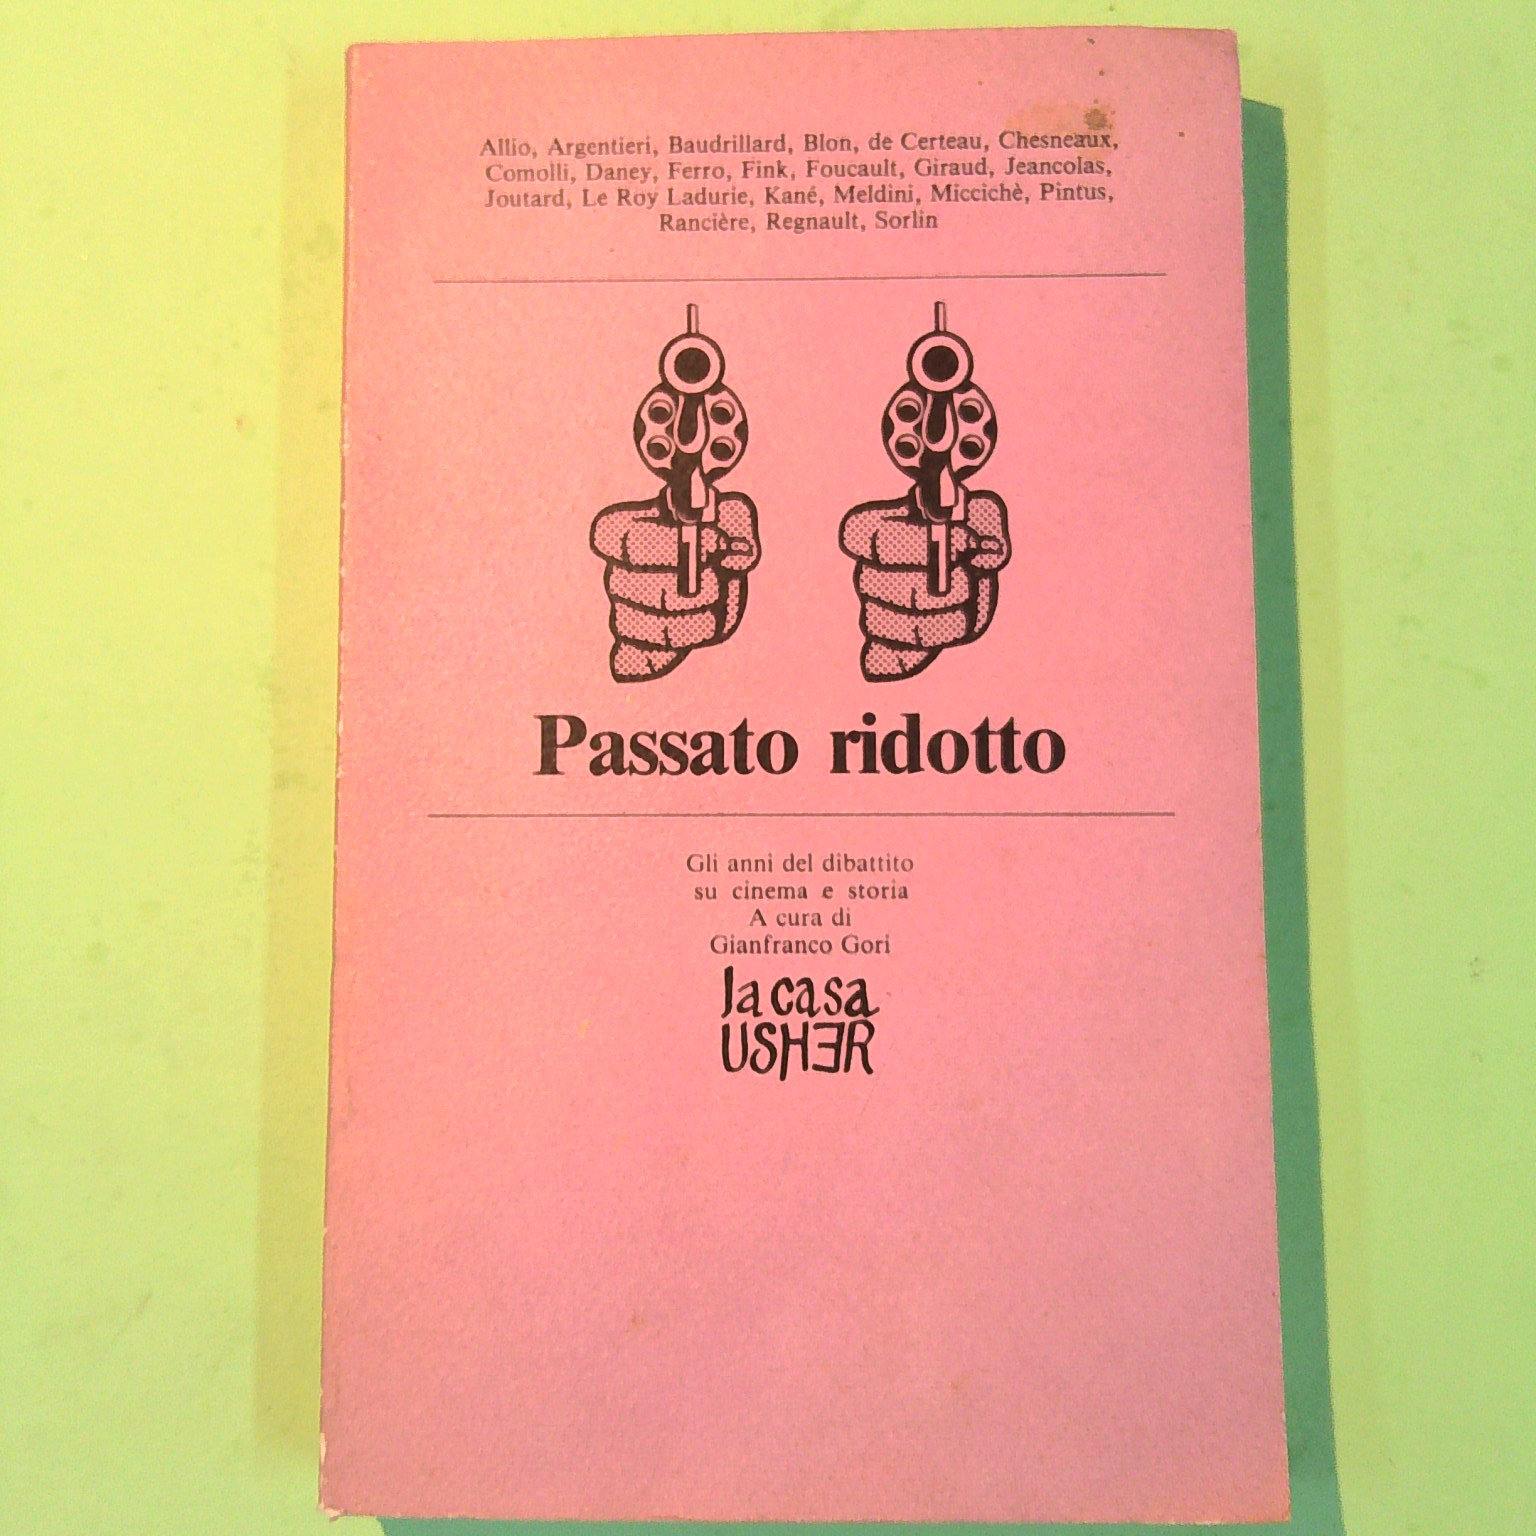 Allio, Argentieri, Baudrillard, Blon, de Certeau, Chesneaux,
Comolli, Daney, Ferro, Fink, Foucault, Giraud, Jeancolas,
Joutard, Le Roy Ladurie, Kané, Meldini, Miccichè, Pintus,
Rancière, Regnault, Sorlin
Passato ridotto
Gli anni del dibattito
su cinema e storia
A cura di
Gianfranco Gori
la casa
USHER